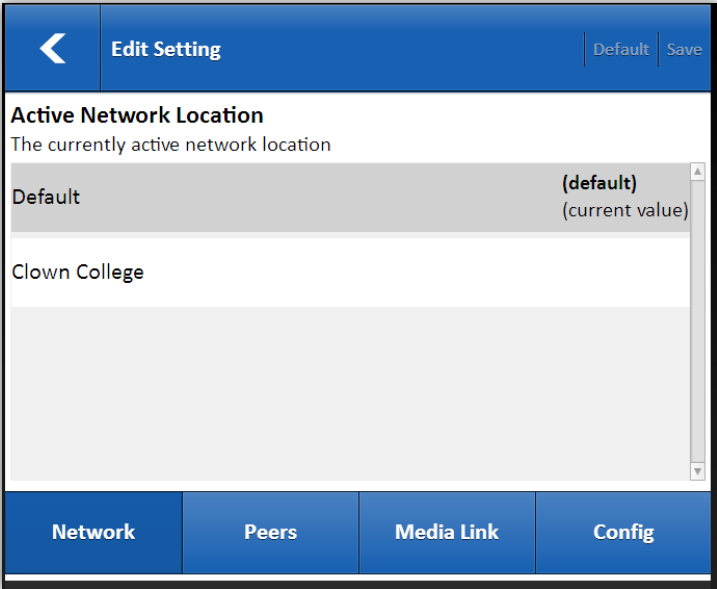 Edit Setting
Default Save
Active Network Location
The currently active network location
Default
(default)
(current value)
Clown College
Network Peers Media Link Config